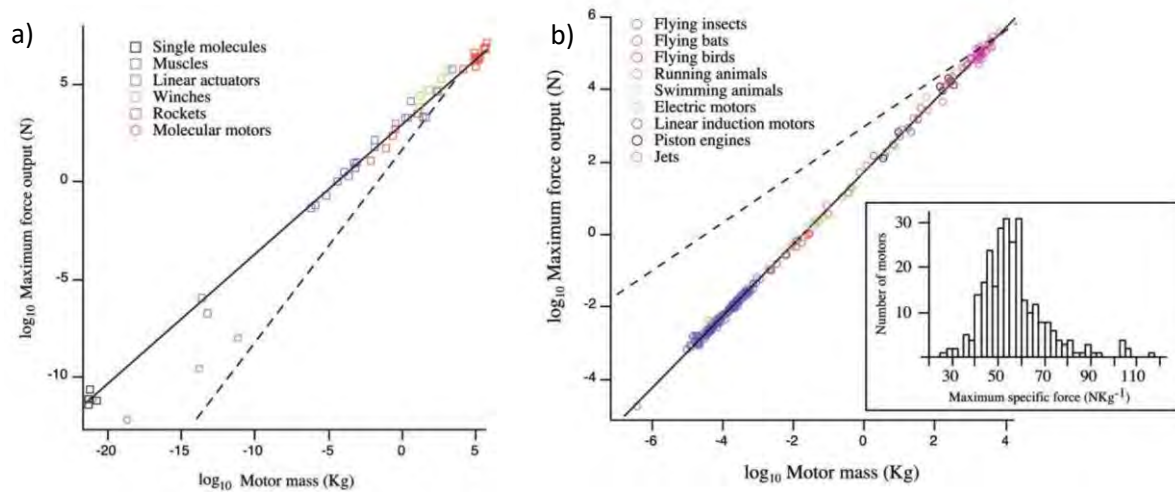 a)
Single molecules
Muscles
Linear actuators
Winches
Rockets
Molecular motors
5
0
-5
-10
log10 Maximum force output (N)
-20
-15
-10
-5
0
5
log10 Motor mass (Kg)
b)
Flying insects
Flying bats
Flying birds
Running animals
Swimming animals
Electric motors
Linear induction motors
Piston engines
Jets
6
4
2
0
-2
-4
log10 Maximum force output (N)
-6
-4
-2
0
2
4
log10 Motor mass (Kg)
30
20
10
Number of motors
30
50
70
90
110
Maximum specific force (NKg-1)